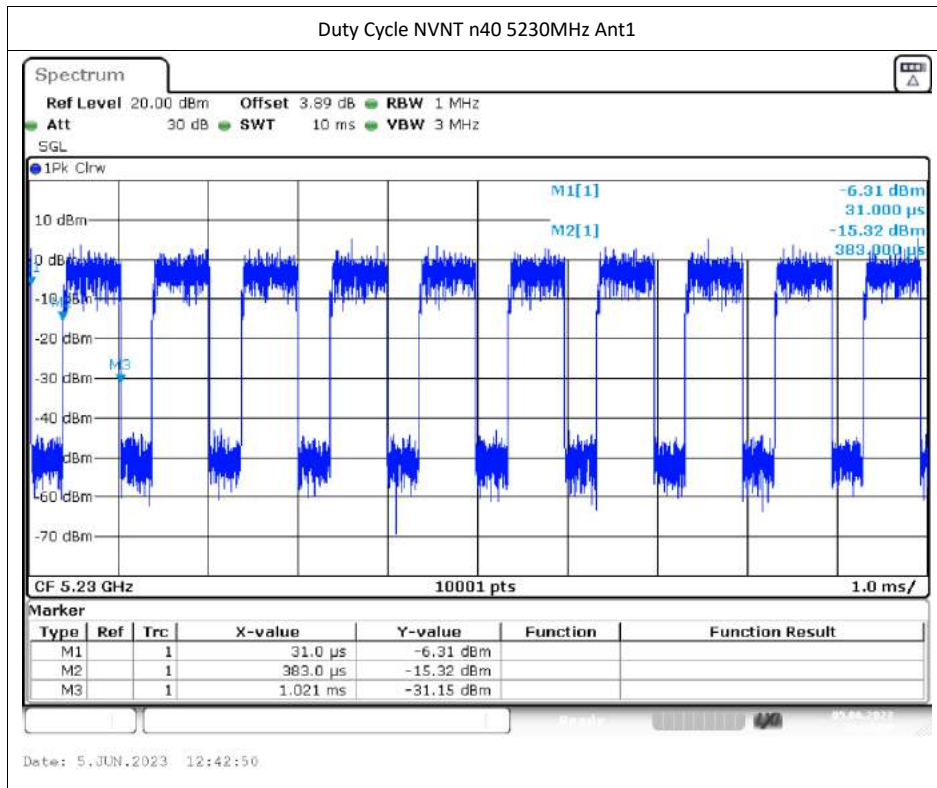 Duty Cycle NVNT n40 5230MHz Ant1
Spectrum
Ref Level 20.00 dBm Offset 3.89 dB RBW 1 MHz
Att 30 dB SWT 10 ms VBW 3 MHz
SGL
1Pk Clrw
M1[1] -6.31 dBm
31.000 µs
10 dBm
M2[1] -15.32 dBm
383.000 µs
0 dBm
-10 dBm
-20 dBm
M3
-30 dBm
-40 dBm
dBm
-60 dBm
-70 dBm
CF 5.23 GHz 10001 pts 1.0 ms/
Marker
Type Ref Trc X-value Y-value Function Function Result
M1 1 31.0 µs -6.31 dBm
M2 1 383.0 µs -15.32 dBm
M3 1 1.021 ms -31.15 dBm
Ready 05.06.2023
Date: 5.JUN.2023 12:42:50